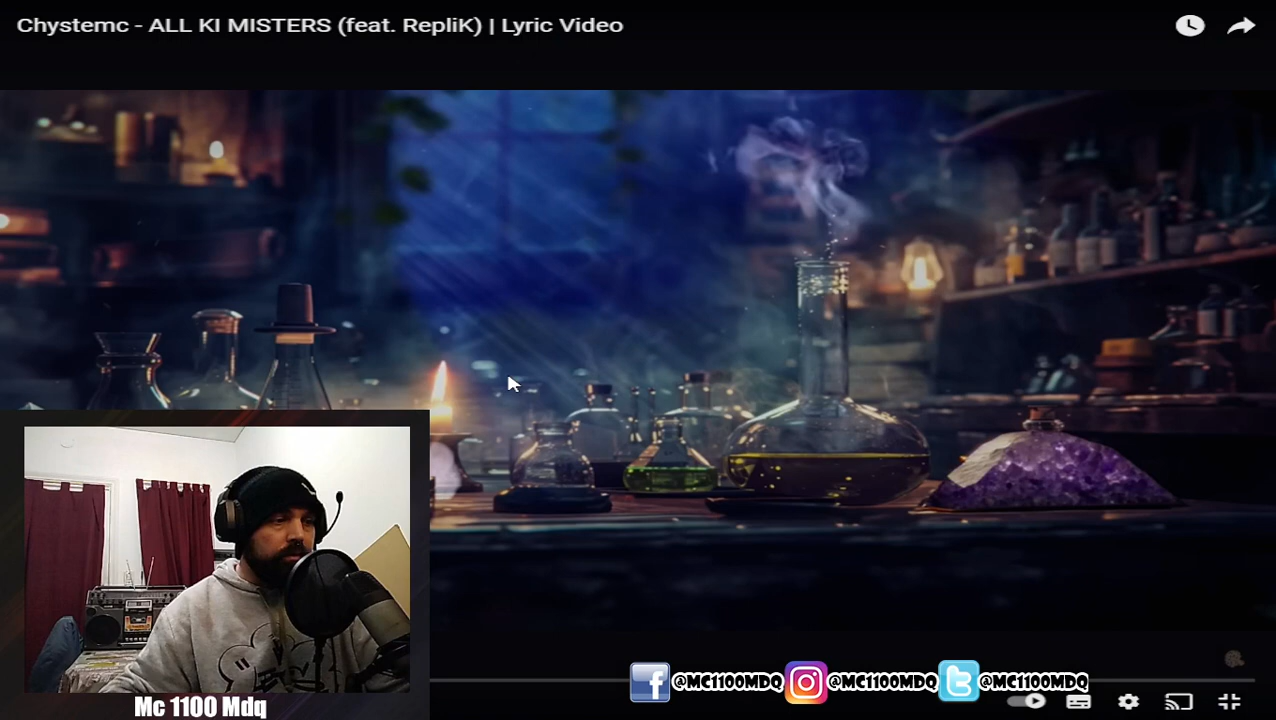 Chystemc - ALL KI MISTERS (feat. RepliK) | Lyric Video
@MC1100MDQ @MC1100MDQ @MC1100MDQ
Mc 1100 Mdq